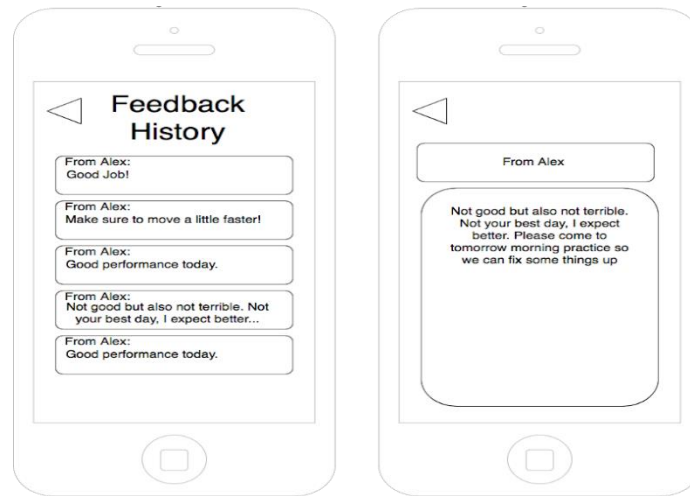 Feedback
History
From Alex:
Good Job!
From Alex:
Make sure to move a little faster!
From Alex:
Good performance today.
From Alex:
Not good but also not terrible. Not
your best day, I expect better...
From Alex:
Good performance today.
From Alex
Not good but also not terrible.
Not your best day, I expect
better. Please come to
tomorrow morning practice so
we can fix some things up